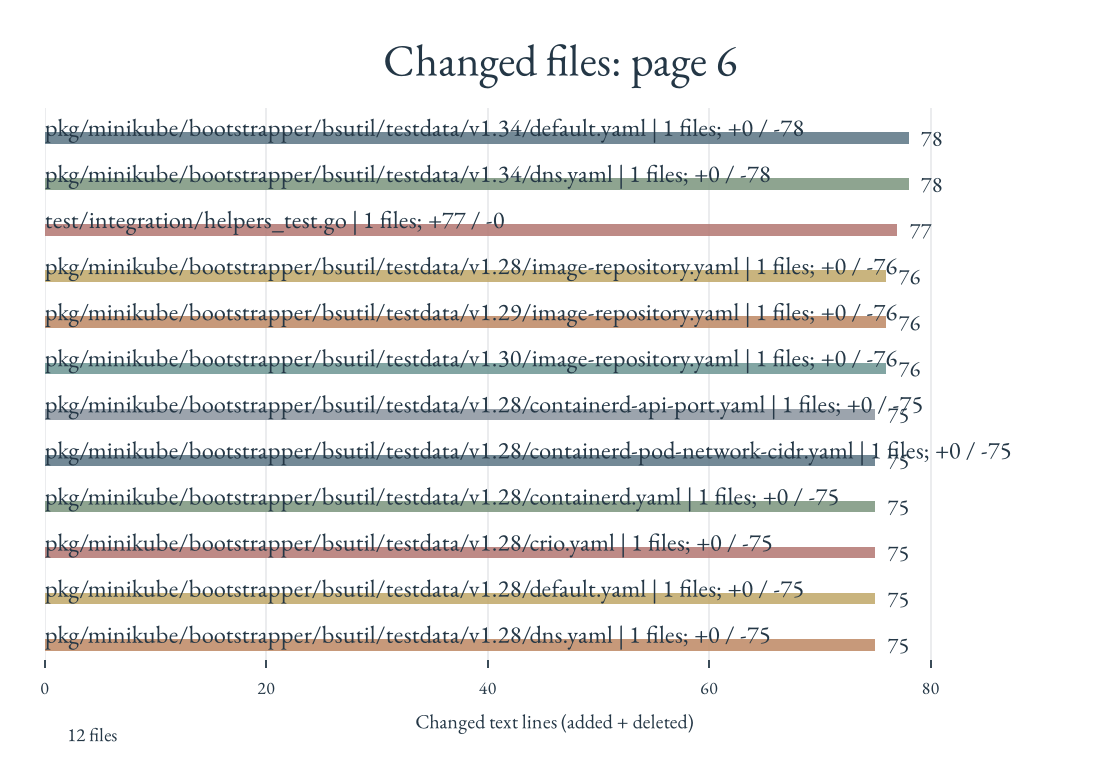 Changed files: page 6
pkg/minikube/bootstrapper/bsutil/testdata/v1.34/default.yaml | 1 files; +0 / -78
78
pkg/minikube/bootstrapper/bsutil/testdata/v1.34/dns.yaml | 1 files; +0 / -78
78
test/integration/helpers_test.go | 1 files; +77 / -0
77
pkg/minikube/bootstrapper/bsutil/testdata/v1.28/image-repository.yaml | 1 files; +0 / -76
76
pkg/minikube/bootstrapper/bsutil/testdata/v1.29/image-repository.yaml | 1 files; +0 / -76
76
pkg/minikube/bootstrapper/bsutil/testdata/v1.30/image-repository.yaml | 1 files; +0 / -76
76
pkg/minikube/bootstrapper/bsutil/testdata/v1.28/containerd-api-port.yaml | 1 files; +0 / -75
75
pkg/minikube/bootstrapper/bsutil/testdata/v1.28/containerd-pod-network-cidr.yaml | 1 files; +0 / -75
75
pkg/minikube/bootstrapper/bsutil/testdata/v1.28/containerd.yaml | 1 files; +0 / -75
75
pkg/minikube/bootstrapper/bsutil/testdata/v1.28/crio.yaml | 1 files; +0 / -75
75
pkg/minikube/bootstrapper/bsutil/testdata/v1.28/default.yaml | 1 files; +0 / -75
75
pkg/minikube/bootstrapper/bsutil/testdata/v1.28/dns.yaml | 1 files; +0 / -75
75
0 20 40 60 80
Changed text lines (added + deleted)
12 files